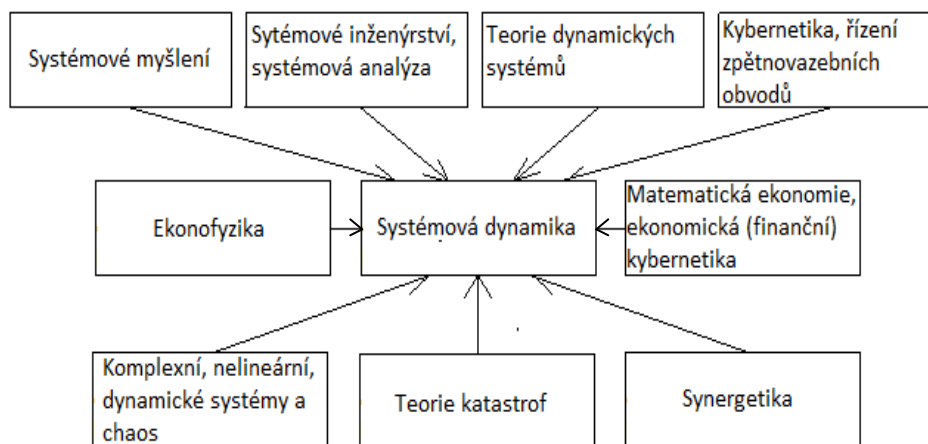 Systémové myšlení
Sytémové inženýrství,
systémová analýza
Teorie dynamických
systémů
Kybernetika, řízení
zpětnovazebních
obvodů
Ekonofyzika
Systémová dynamika
Matematická ekonomie,
ekonomická (finanční)
kybernetika
Komplexní, nelineární,
dynamické systémy a
chaos
Teorie katastrof
Synergetika